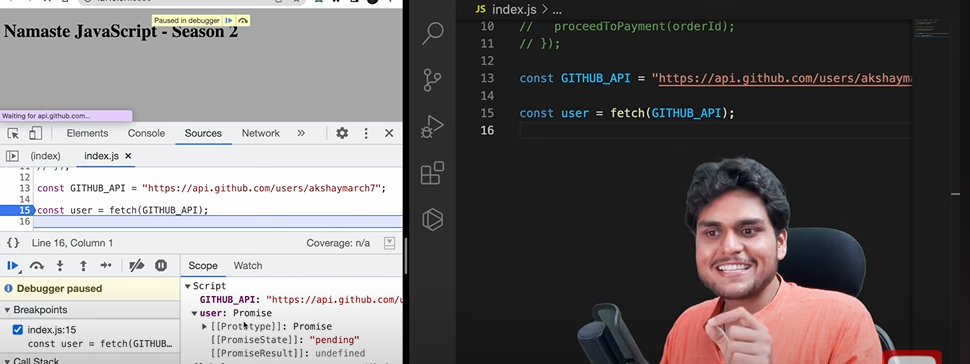 Paused in debugger
Namaste JavaScript - Season 2
Waiting for api.github.com...
Elements Console Sources Network »
(index) index.js ×
12
13 const GITHUB_API = "https://api.github.com/users/akshaymarch7";
14
15 const user = fetch(GITHUB_API);
16
{} Line 16, Column 1 Coverage: n/a
Scope Watch
Debugger paused
Breakpoints
index.js:15
const user = fetch(GITHUB...
Call Stack
Script
GITHUB_API: "https://api.github.com/u
user: Promise
[[Prototype]]: Promise
[[PromiseState]]: "pending"
[[PromiseResult]]: undefined
JS index.js > ...
10 // proceedToPayment(orderId);
11 // });
12
13 const GITHUB_API = "https://api.github.com/users/akshayma
14
15 const user = fetch(GITHUB_API);
16